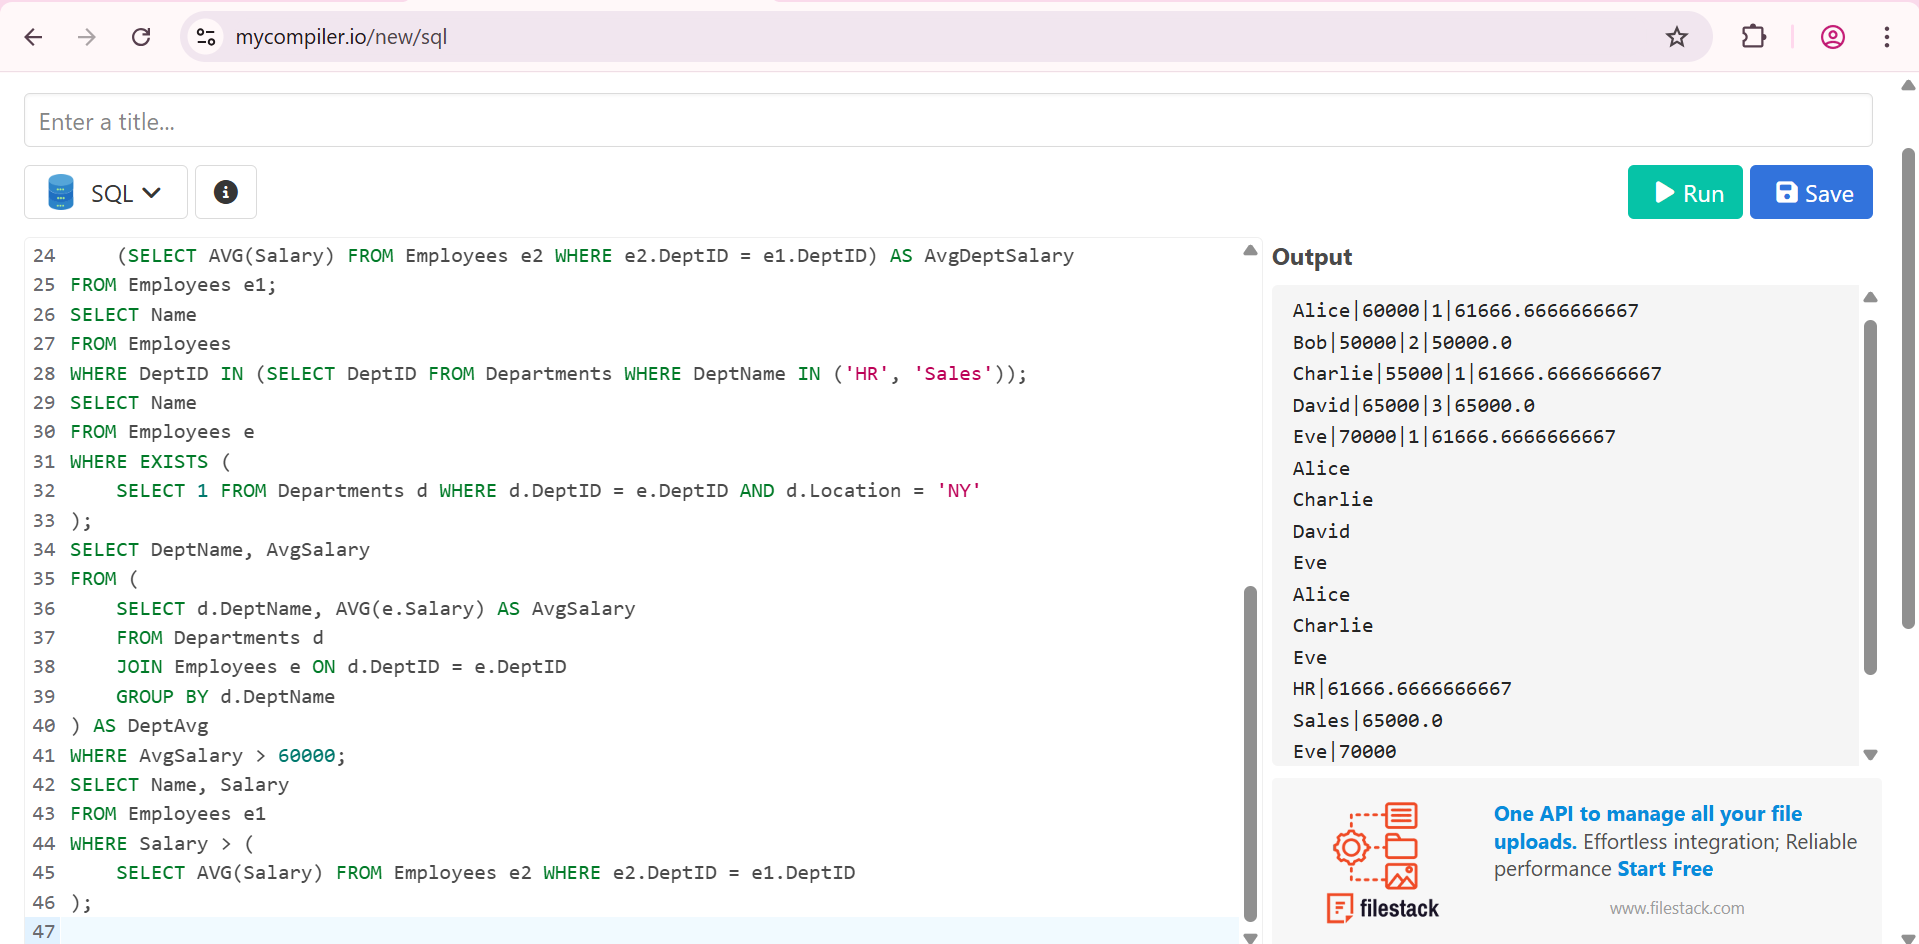 mycompiler.io/new/sql
Enter a title...
SQL
Run
Save
24     (SELECT AVG(Salary) FROM Employees e2 WHERE e2.DeptID = e1.DeptID) AS AvgDeptSalary
25 FROM Employees e1;
26 SELECT Name
27 FROM Employees
28 WHERE DeptID IN (SELECT DeptID FROM Departments WHERE DeptName IN ('HR', 'Sales'));
29 SELECT Name
30 FROM Employees e
31 WHERE EXISTS (
32     SELECT 1 FROM Departments d WHERE d.DeptID = e.DeptID AND d.Location = 'NY'
33 );
34 SELECT DeptName, AvgSalary
35 FROM (
36     SELECT d.DeptName, AVG(e.Salary) AS AvgSalary
37     FROM Departments d
38     JOIN Employees e ON d.DeptID = e.DeptID
39     GROUP BY d.DeptName
40 ) AS DeptAvg
41 WHERE AvgSalary > 60000;
42 SELECT Name, Salary
43 FROM Employees e1
44 WHERE Salary > (
45     SELECT AVG(Salary) FROM Employees e2 WHERE e2.DeptID = e1.DeptID
46 );
47
Output
Alice|60000|1|61666.6666666667
Bob|50000|2|50000.0
Charlie|55000|1|61666.6666666667
David|65000|3|65000.0
Eve|70000|1|61666.6666666667
Alice
Charlie
David
Eve
Alice
Charlie
Eve
HR|61666.6666666667
Sales|65000.0
Eve|70000
filestack
One API to manage all your file
uploads. Effortless integration; Reliable
performance Start Free
www.filestack.com